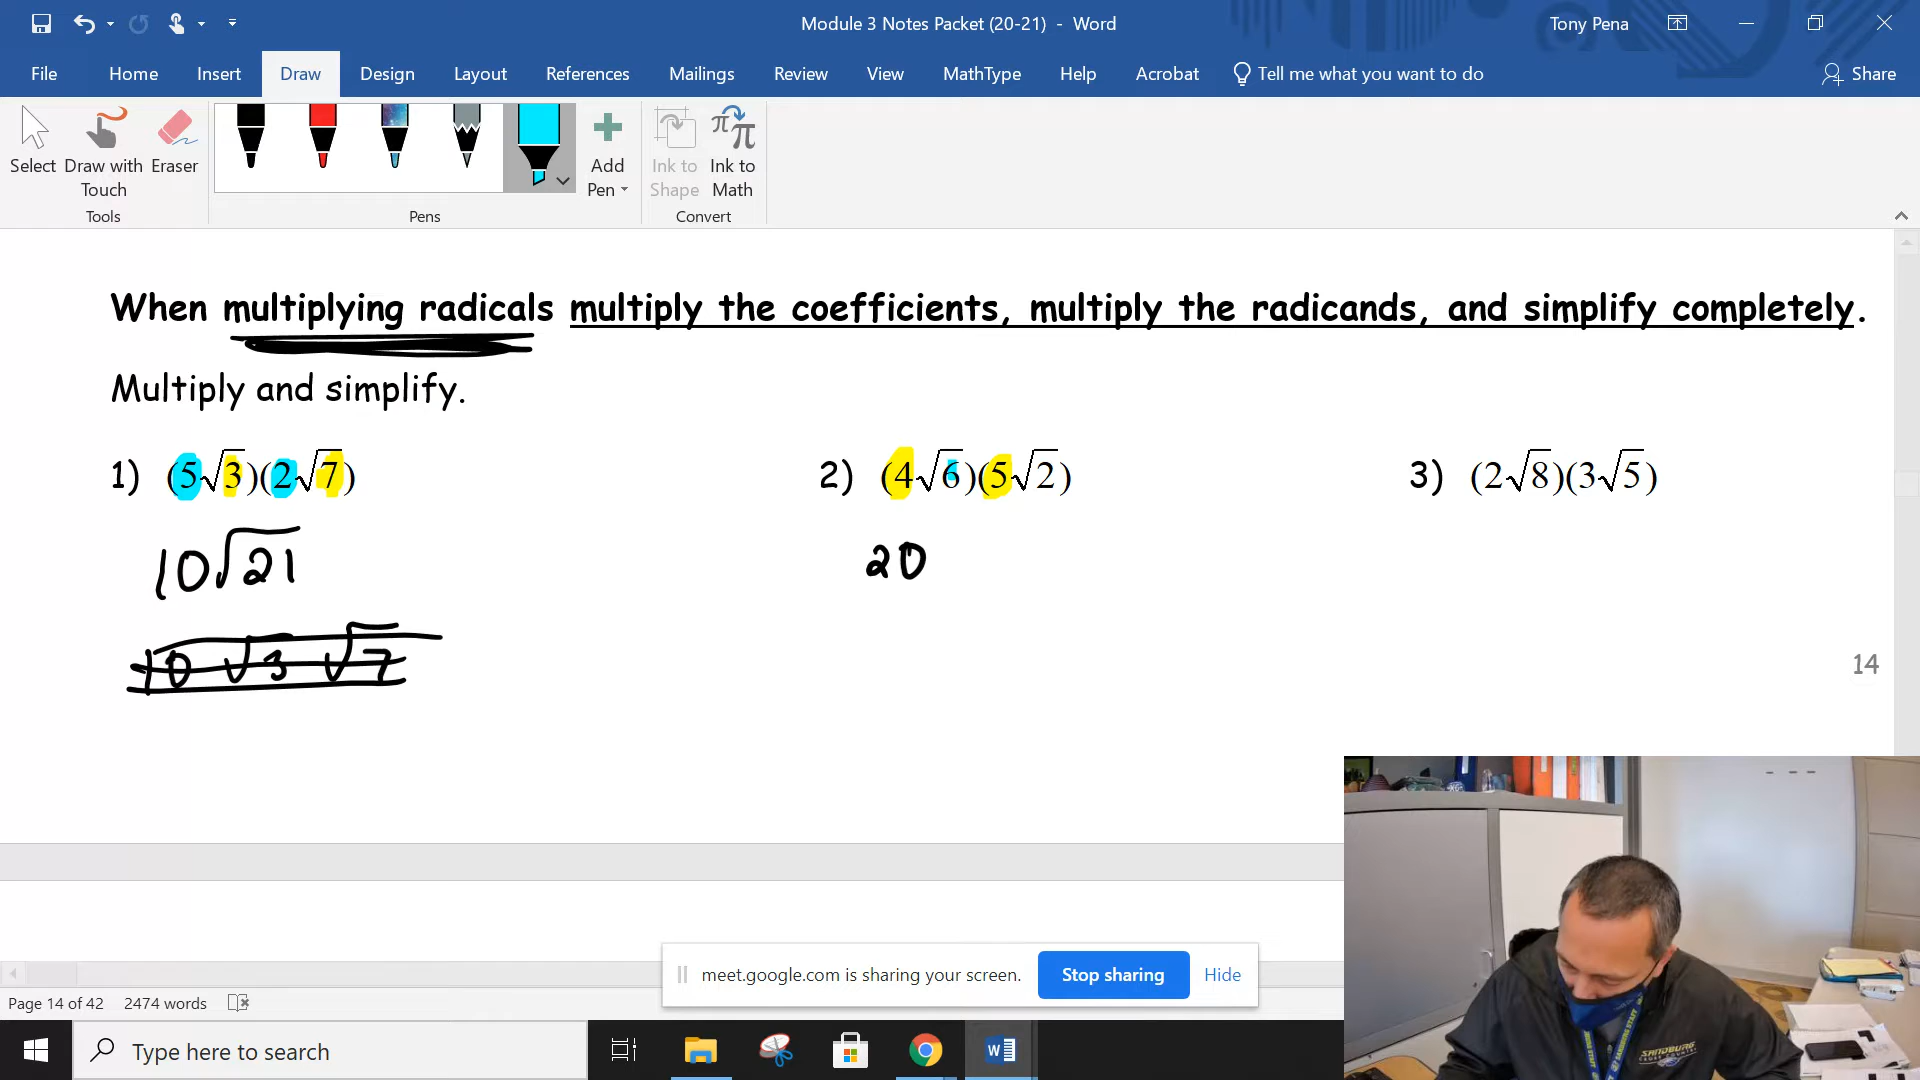 Module 3 Notes Packet (20-21) - Word
Tony Pena
File Home Insert Draw Design Layout References Mailings Review View MathType Help Acrobat Tell me what you want to do Share
Select
Draw with Touch
Eraser
Add Pen
Ink to Shape
Ink to Math
Tools
Pens
Convert
When multiplying radicals multiply the coefficients, multiply the radicands, and simplify completely.
Multiply and simplify.
1) (5√3)(2√7)
2) (4√6)(5√2)
3) (2√8)(3√5)
10√21
20
10 √3 √7
14
meet.google.com is sharing your screen. Stop sharing Hide
Page 14 of 42 2474 words
Type here to search
SANDBURG